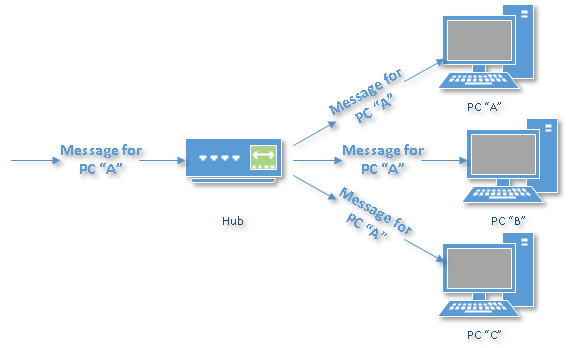 Message for
PC “A”
Hub
Message for
PC “A”
PC “A”
Message for
PC “A”
PC “B”
Message for
PC “A”
PC “C”